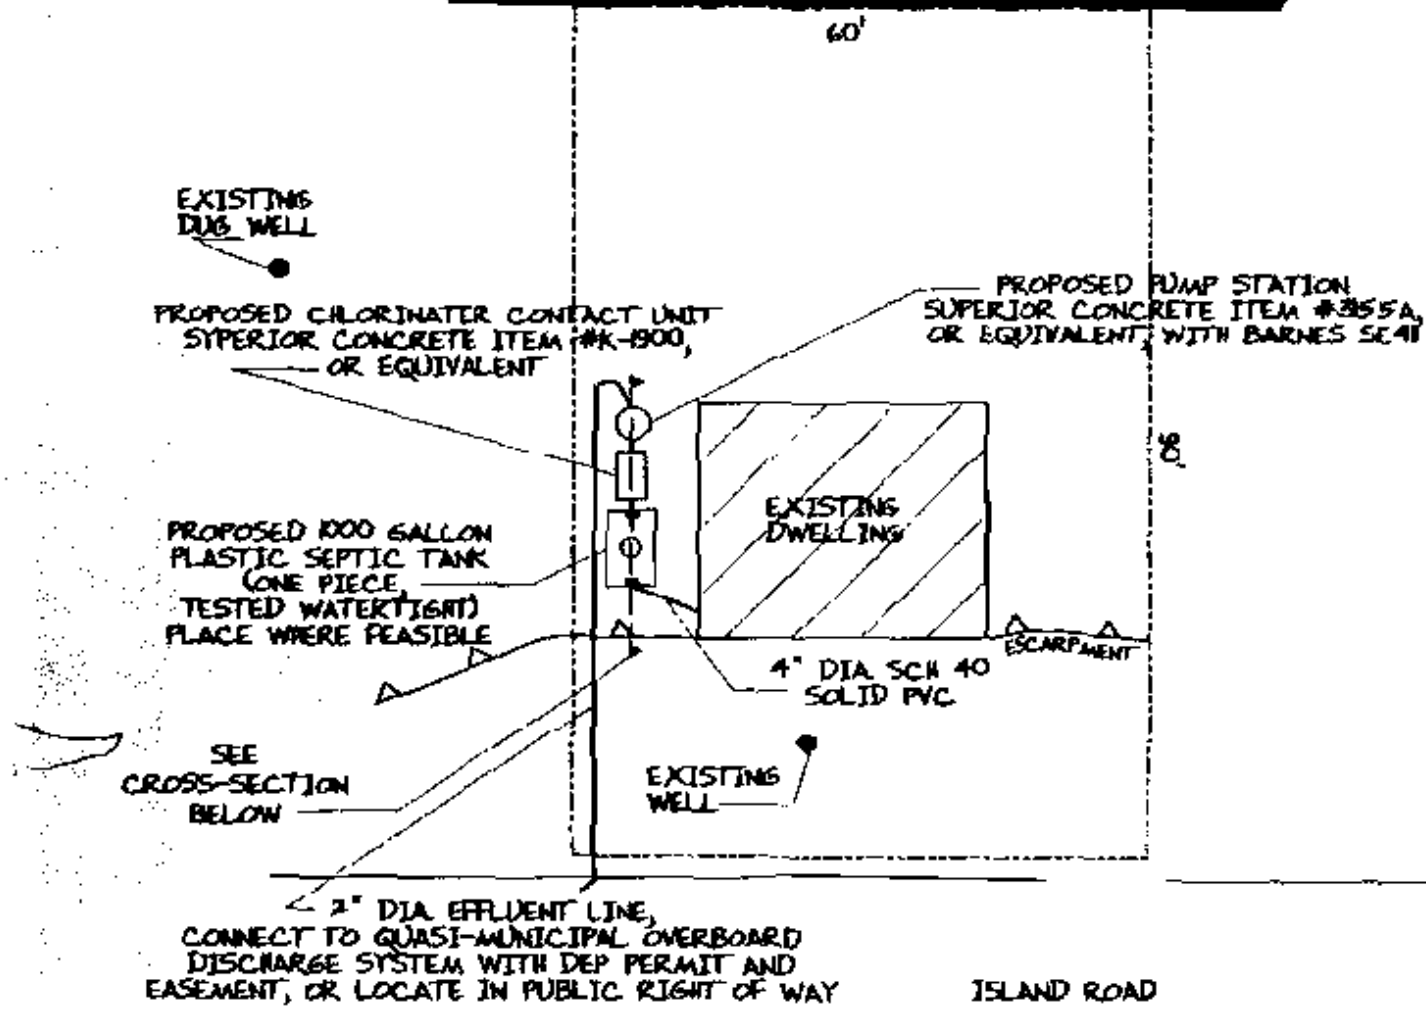 60'
EXISTING
DUG WELL
PROPOSED CHLORINATER CONTACT UNIT
SYPERIOR CONCRETE ITEM #K-1900,
OR EQUIVALENT
PROPOSED PUMP STATION
SUPERIOR CONCRETE ITEM #3155A,
OR EQUIVALENT, WITH BARNES SE411
EXISTING
DWELLING
PROPOSED 1000 GALLON
PLASTIC SEPTIC TANK
(ONE PIECE,
TESTED WATERTIGHT)
PLACE WHERE FEASIBLE
ESCARPMENT
4" DIA. SCH 40
SOLID PVC
SEE
CROSS-SECTION
BELOW
EXISTING
WELL
2" DIA. EFFLUENT LINE,
CONNECT TO QUASI-MUNICIPAL OVERBOARD
DISCHARGE SYSTEM WITH DEP PERMIT AND
EASEMENT, OR LOCATE IN PUBLIC RIGHT OF WAY
ISLAND ROAD